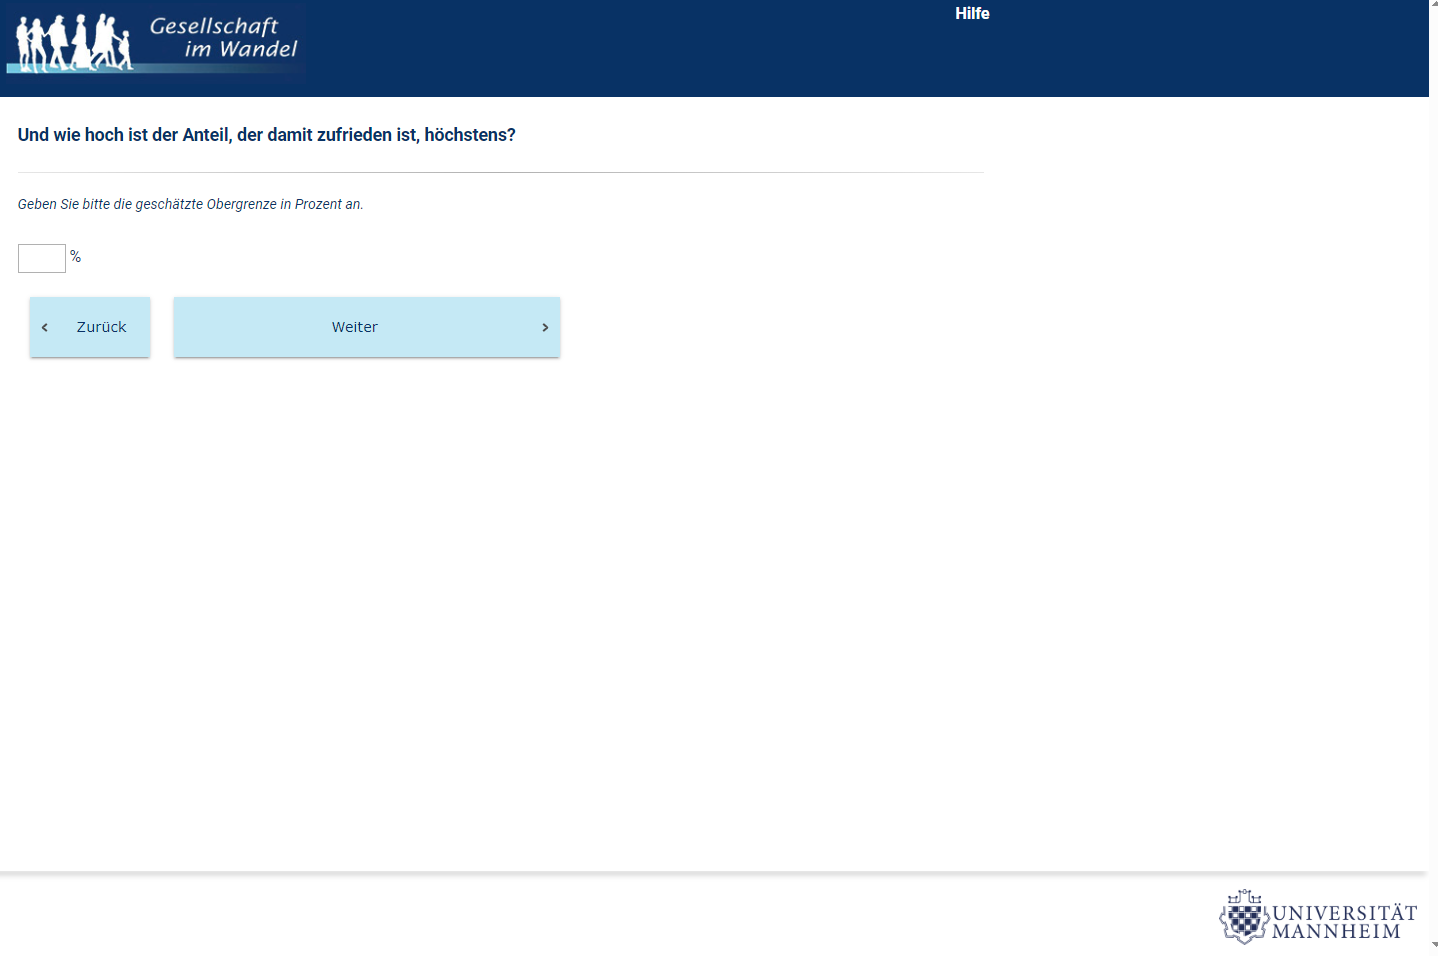 Gesellschaft
im Wandel
Hilfe
Und wie hoch ist der Anteil, der damit zufrieden ist, höchstens?
Geben Sie bitte die geschätzte Obergrenze in Prozent an.
%
Zurück
Weiter
UNIVERSITÄT
MANNHEIM